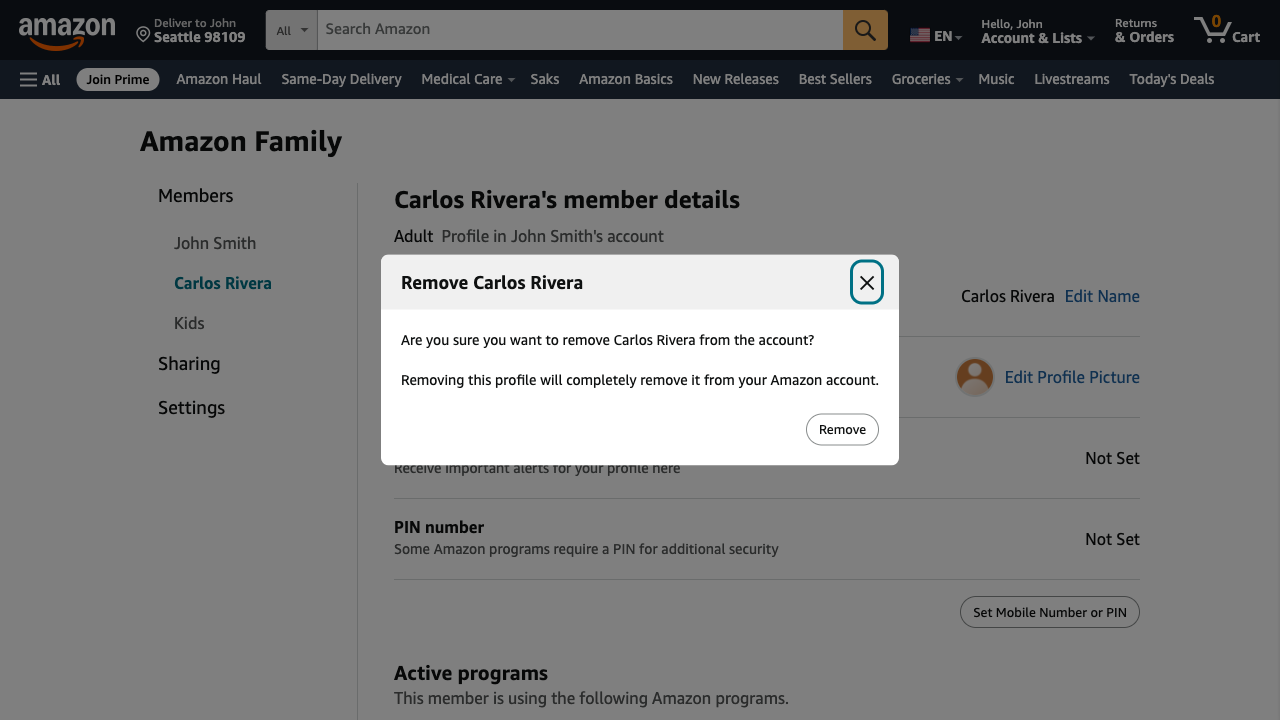 amazon
Deliver to John
Seattle 98109
All
Search Amazon
EN
Hello, John
Account & Lists
Returns
& Orders
0
Cart
All
Join Prime
Amazon Haul
Same-Day Delivery
Medical Care
Saks
Amazon Basics
New Releases
Best Sellers
Groceries
Music
Livestreams
Today's Deals
Amazon Family
Members
John Smith
Carlos Rivera
Kids
Sharing
Settings
Carlos Rivera's member details
Adult Profile in John Smith's account
Remove Carlos Rivera
Are you sure you want to remove Carlos Rivera from the account?
Removing this profile will completely remove it from your Amazon account.
Remove
Carlos Rivera Edit Name
Edit Profile Picture
Receive important alerts for your profile here
Not Set
PIN number
Some Amazon programs require a PIN for additional security
Not Set
Set Mobile Number or PIN
Active programs
This member is using the following Amazon programs.